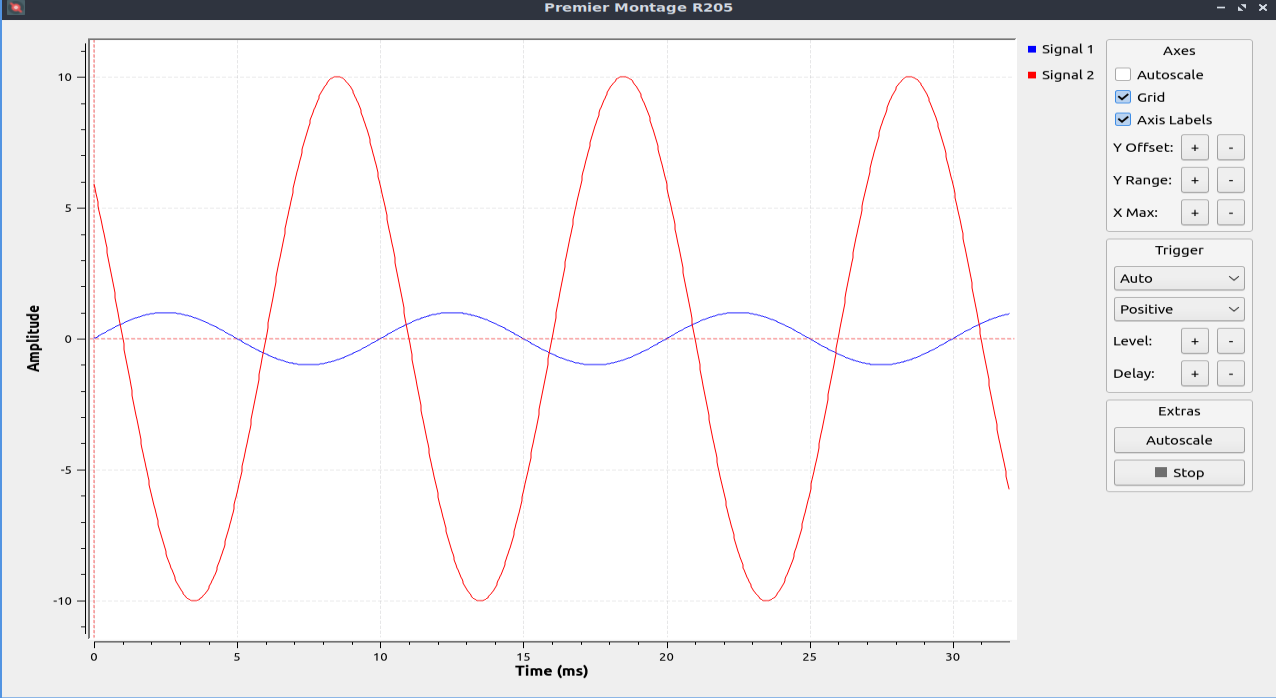 Premier Montage R205
Amplitude
10
5
0
-5
-10
0 5 10 15 20 25 30
Time (ms)
Signal 1
Signal 2
Axes
Autoscale
Grid
Axis Labels
Y Offset: + -
Y Range: + -
X Max: + -
Trigger
Auto
Positive
Level: + -
Delay: + -
Extras
Autoscale
Stop